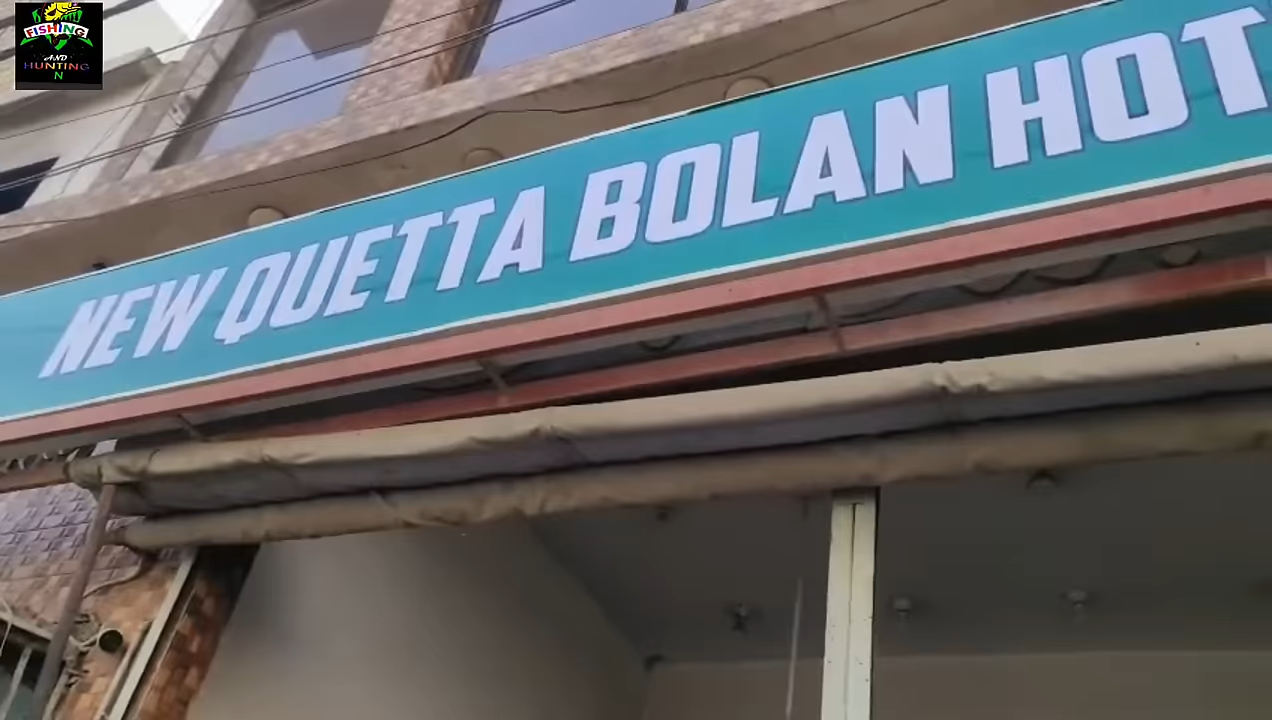 FISHING
AND
HUNTING
N
NEW QUETTA BOLAN HOT